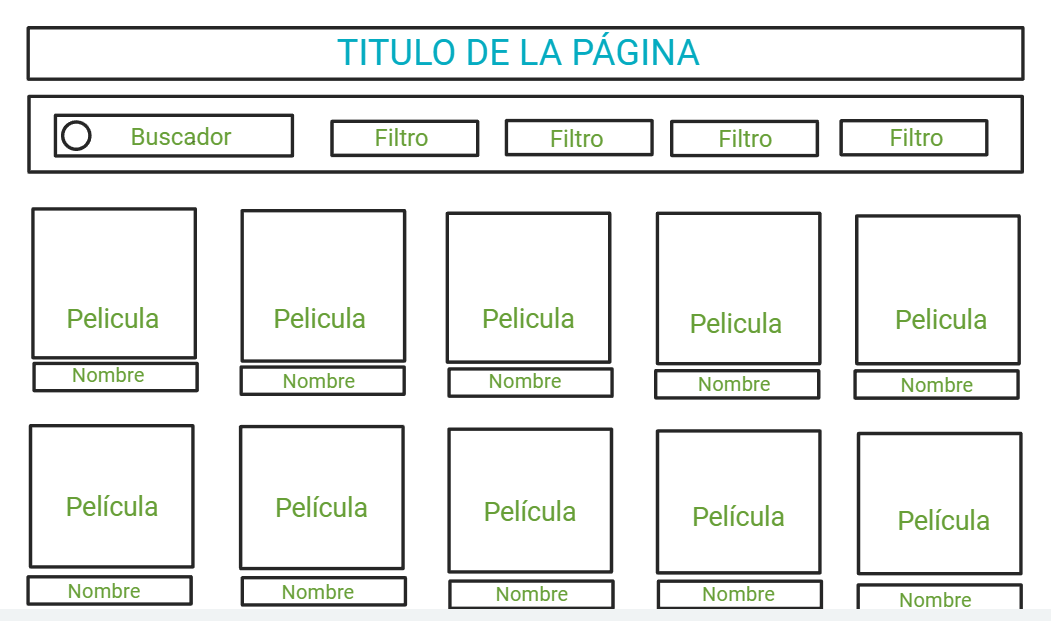 TITULO DE LA PÁGINA
Buscador Filtro Filtro Filtro Filtro
Pelicula Pelicula Pelicula Pelicula Pelicula
Nombre Nombre Nombre Nombre Nombre
Película Película Película Película Película
Nombre Nombre Nombre Nombre Nombre